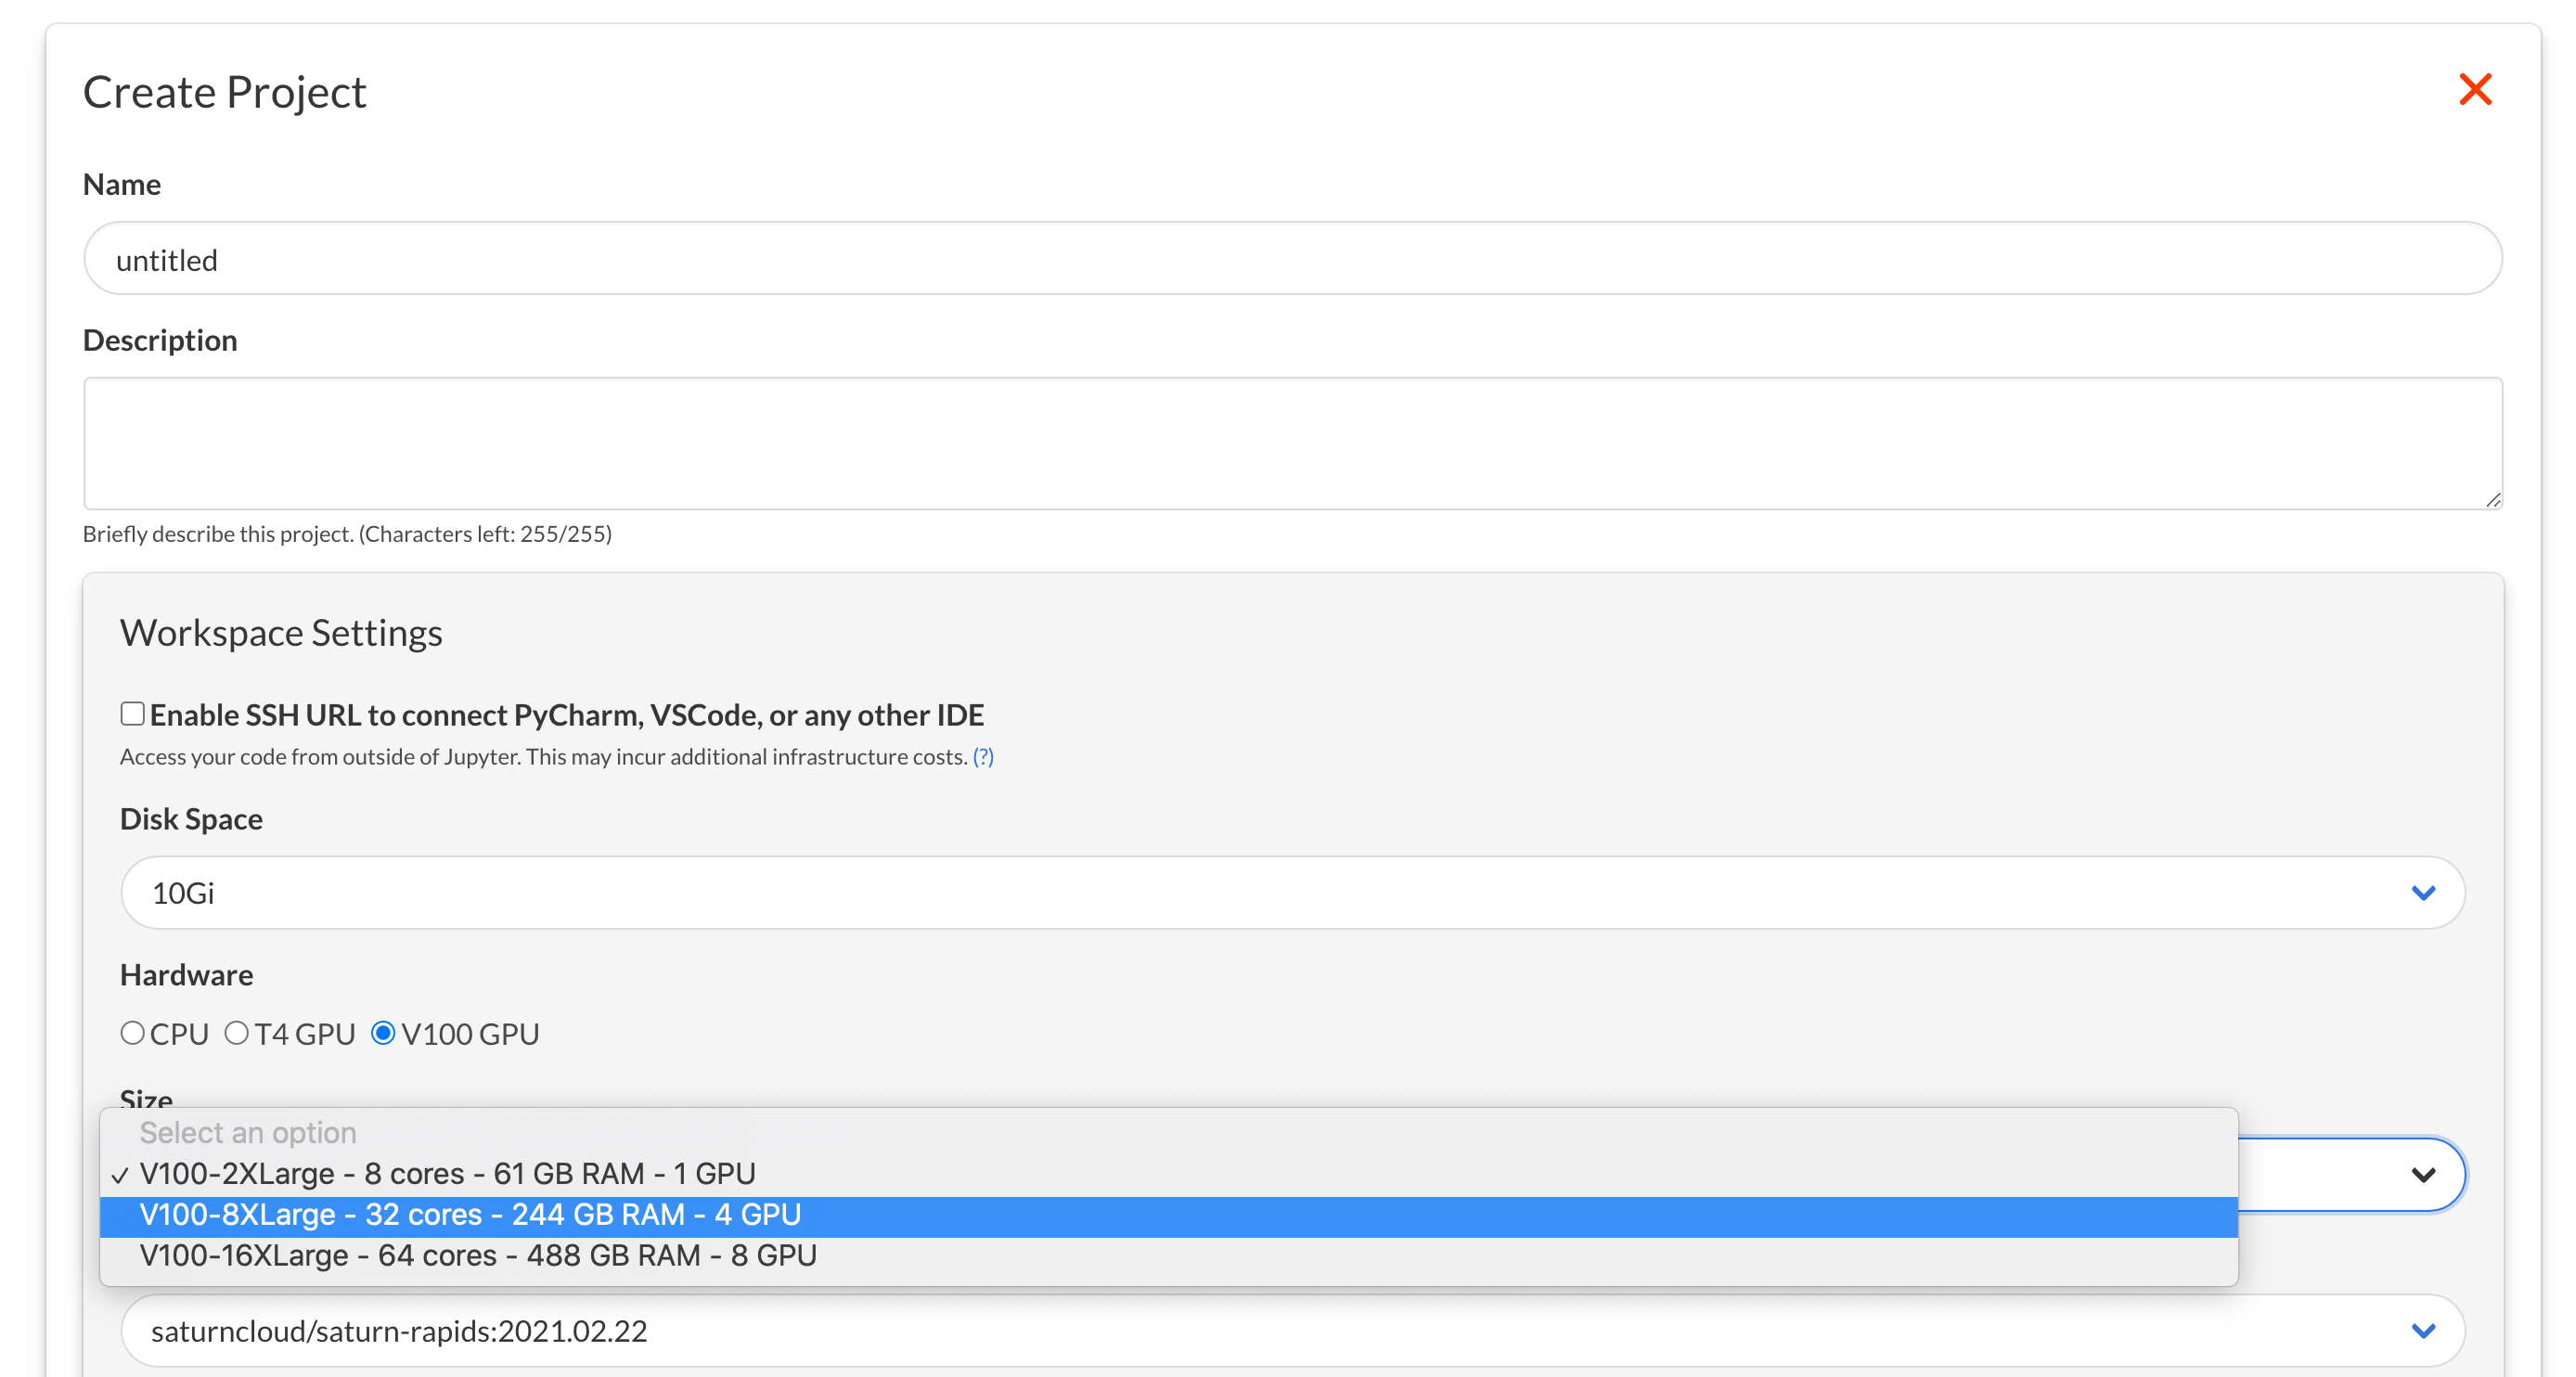 Create Project
Name
untitled
Description
Briefly describe this project. (Characters left: 255/255)
Workspace Settings
Enable SSH URL to connect PyCharm, VSCode, or any other IDE
Access your code from outside of Jupyter. This may incur additional infrastructure costs. (?)
Disk Space
10Gi
Hardware
CPU T4 GPU V100 GPU
Size
Select an option
✓ V100-2XLarge - 8 cores - 61 GB RAM - 1 GPU
V100-8XLarge - 32 cores - 244 GB RAM - 4 GPU
V100-16XLarge - 64 cores - 488 GB RAM - 8 GPU
saturncloud/saturn-rapids:2021.02.22